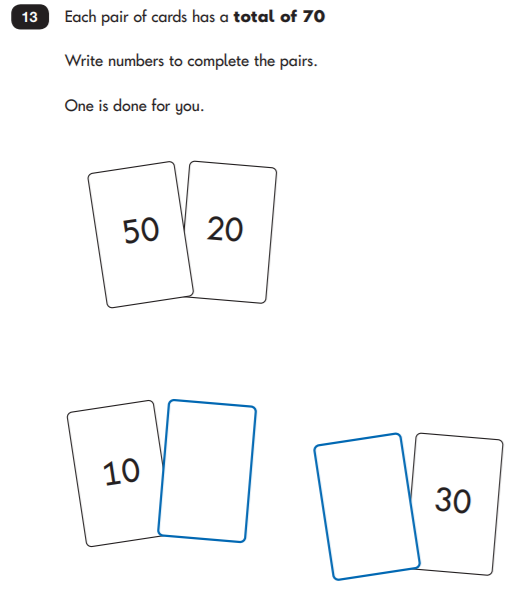 13 Each pair of cards has a total of 70
Write numbers to complete the pairs.
One is done for you.
50 20
10
30